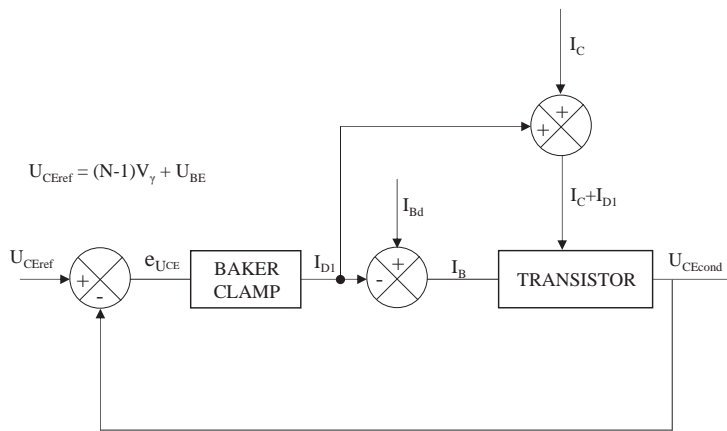 I_C
+
+
U_CEref = (N-1)V_γ + U_BE
I_Bd
I_C+I_D1
U_CEref
+
-
e_UCE
BAKER
CLAMP
I_D1
+
-
I_B
TRANSISTOR
U_CEcond